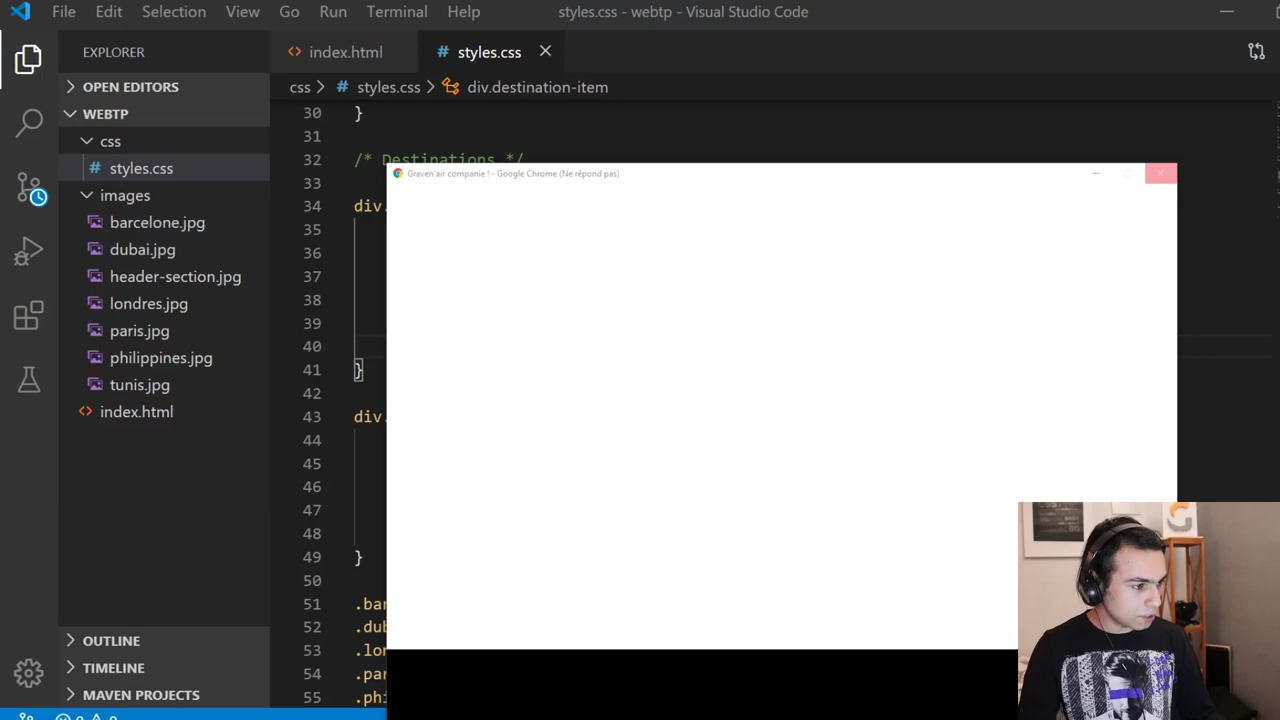 File Edit Selection View Go Run Terminal Help styles.css - webtp - Visual Studio Code
EXPLORER
OPEN EDITORS
WEBTP
css
styles.css
images
barcelone.jpg
dubai.jpg
header-section.jpg
londres.jpg
paris.jpg
philippines.jpg
tunis.jpg
index.html
OUTLINE
TIMELINE
MAVEN PROJECTS
index.html # styles.css
css > # styles.css > div.destination-item
30 }
31
32 /* Destinations */
33
34 div.
35
36
37
38
39
40
41 }
42
43 div.
44
45
46
47
48
49 }
50
51 .bar
52 .dub
53 .lon
54 .par
55 .phi
Graven'air companie ! - Google Chrome (Ne répond pas)